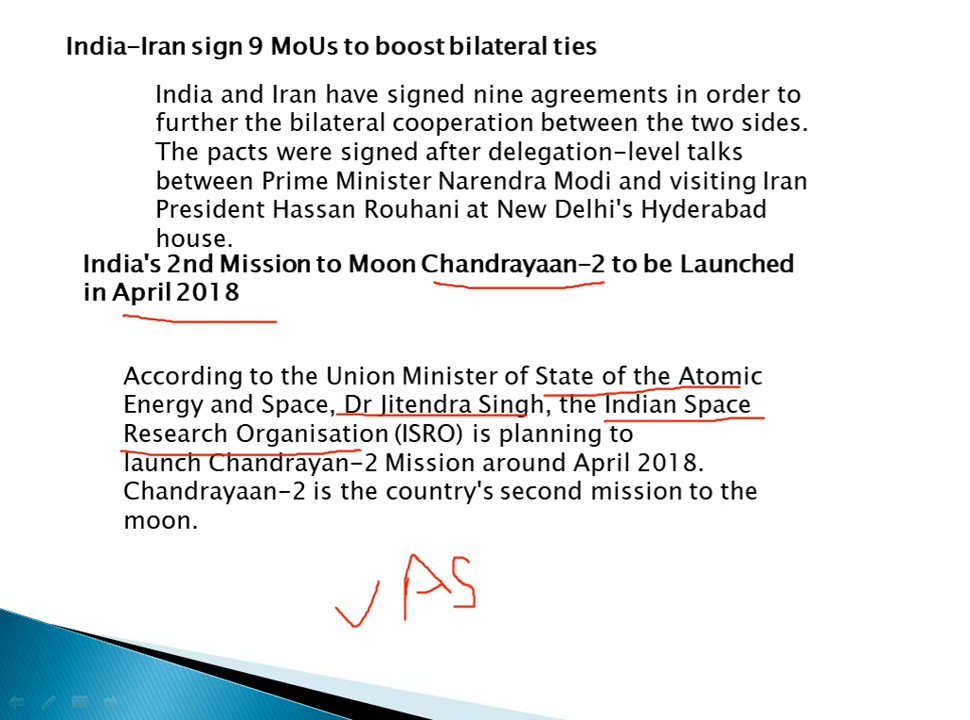 India-Iran sign 9 MoUs to boost bilateral ties
India and Iran have signed nine agreements in order to
further the bilateral cooperation between the two sides.
The pacts were signed after delegation-level talks
between Prime Minister Narendra Modi and visiting Iran
President Hassan Rouhani at New Delhi's Hyderabad
house.
India's 2nd Mission to Moon Chandrayaan-2 to be Launched
in April 2018
According to the Union Minister of State of the Atomic
Energy and Space, Dr Jitendra Singh, the Indian Space
Research Organisation (ISRO) is planning to
launch Chandrayan-2 Mission around April 2018.
Chandrayaan-2 is the country's second mission to the
moon.
VAS